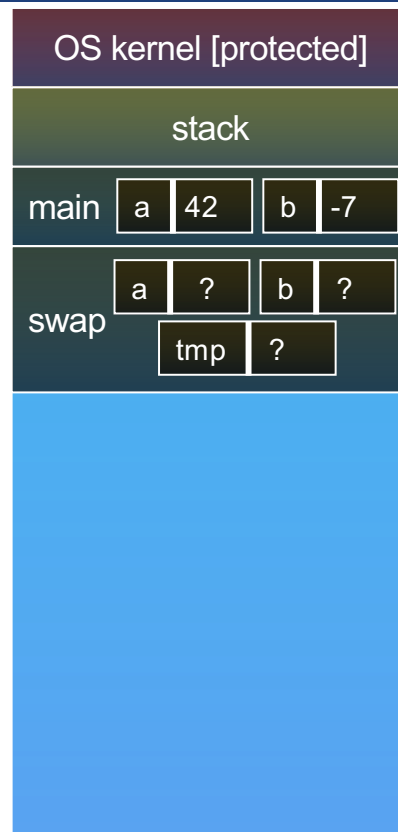 OS kernel [protected]
stack
main a 42 b -7
swap a ? b ?
tmp ?